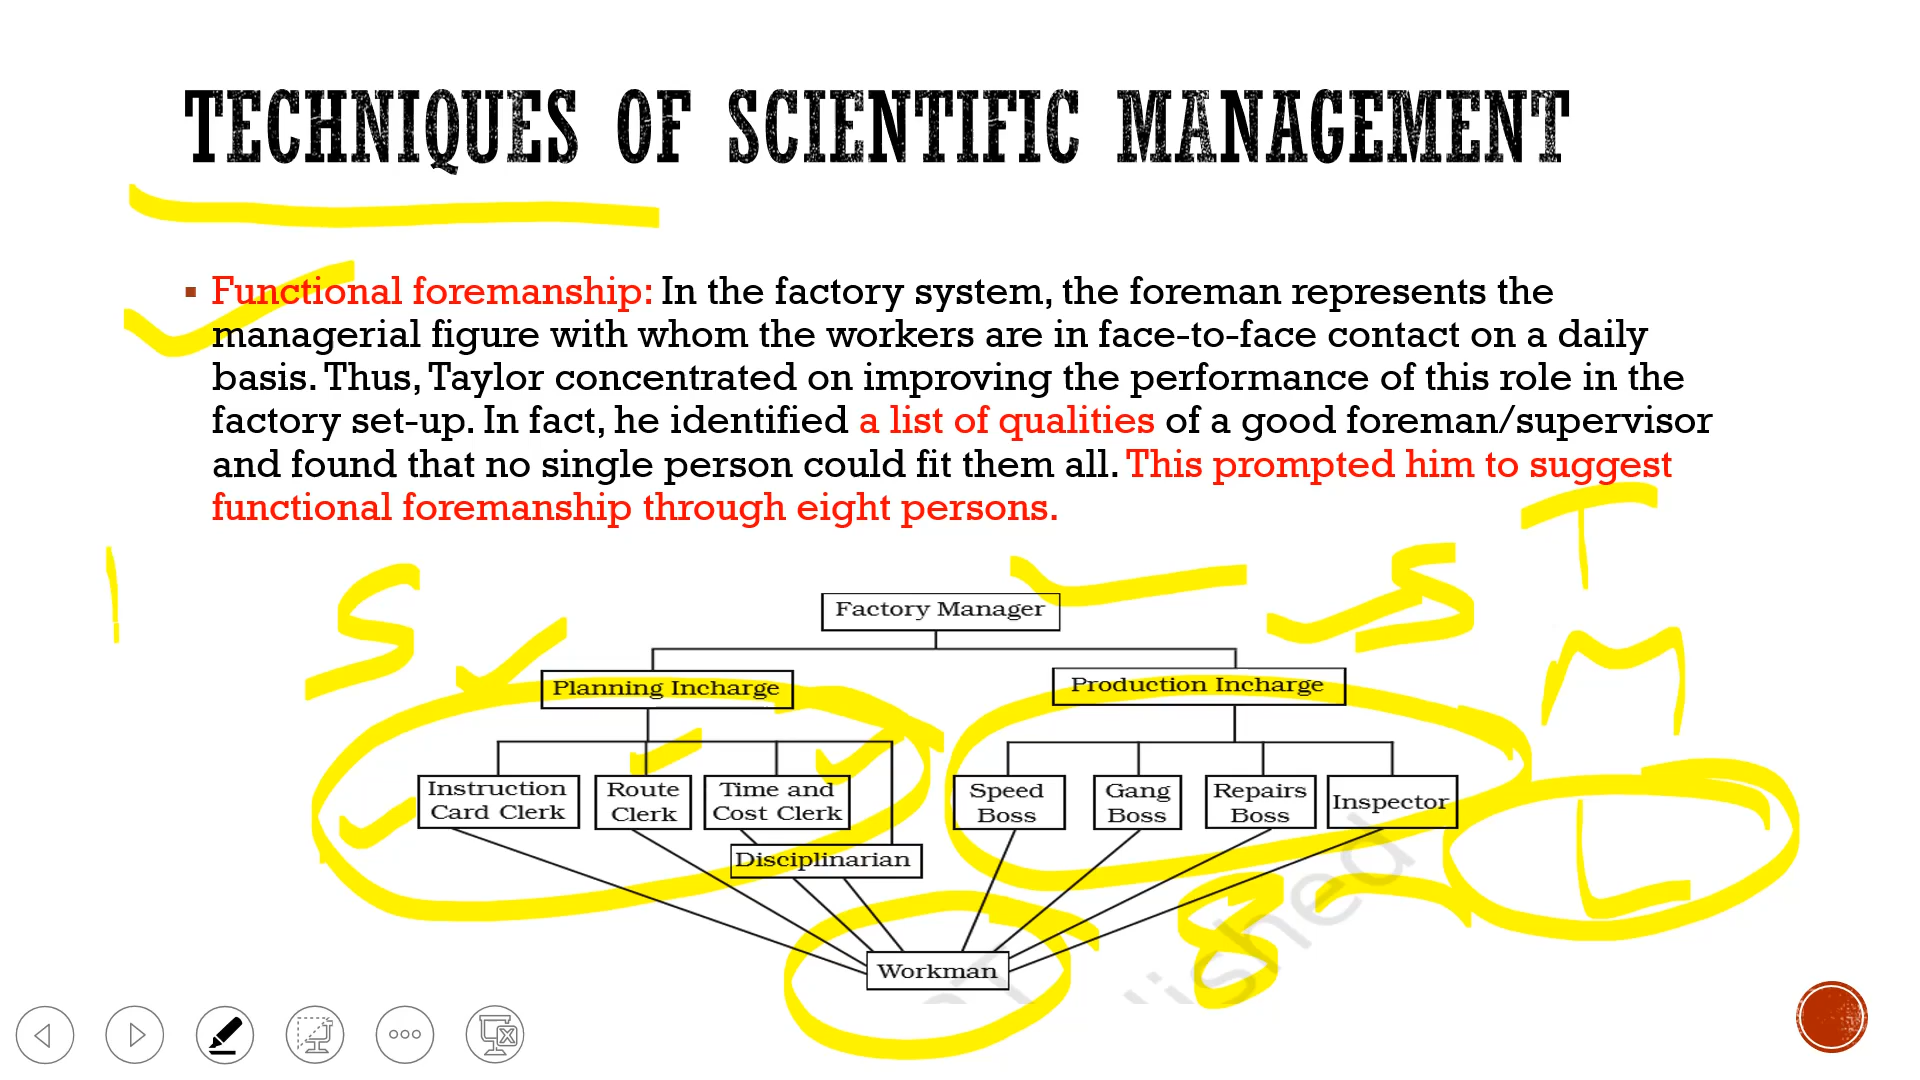 TECHNIQUES OF SCIENTIFIC MANAGEMENT
Functional foremanship: In the factory system, the foreman represents the
managerial figure with whom the workers are in face-to-face contact on a daily
basis. Thus, Taylor concentrated on improving the performance of this role in the
factory set-up. In fact, he identified a list of qualities of a good foreman/supervisor
and found that no single person could fit them all. This prompted him to suggest
functional foremanship through eight persons.
T
S
S
Factory Manager
M
Planning Incharge
Production Incharge
Instruction
Card Clerk
Route
Clerk
Time and
Cost Clerk
Speed
Boss
Gang
Boss
Repairs
Boss
Inspector
Disciplinarian
L
8
Workman